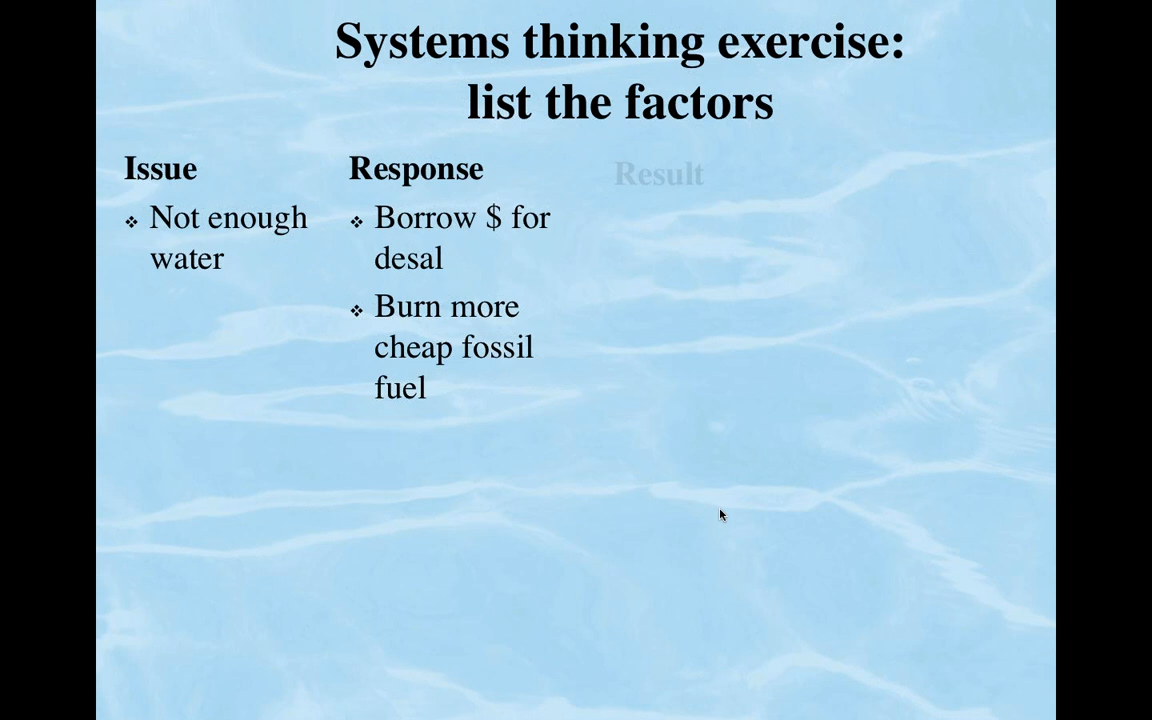 Systems thinking exercise:
list the factors
Issue
❖ Not enough
water
Response
❖ Borrow $ for
desal
❖ Burn more
cheap fossil
fuel
Result